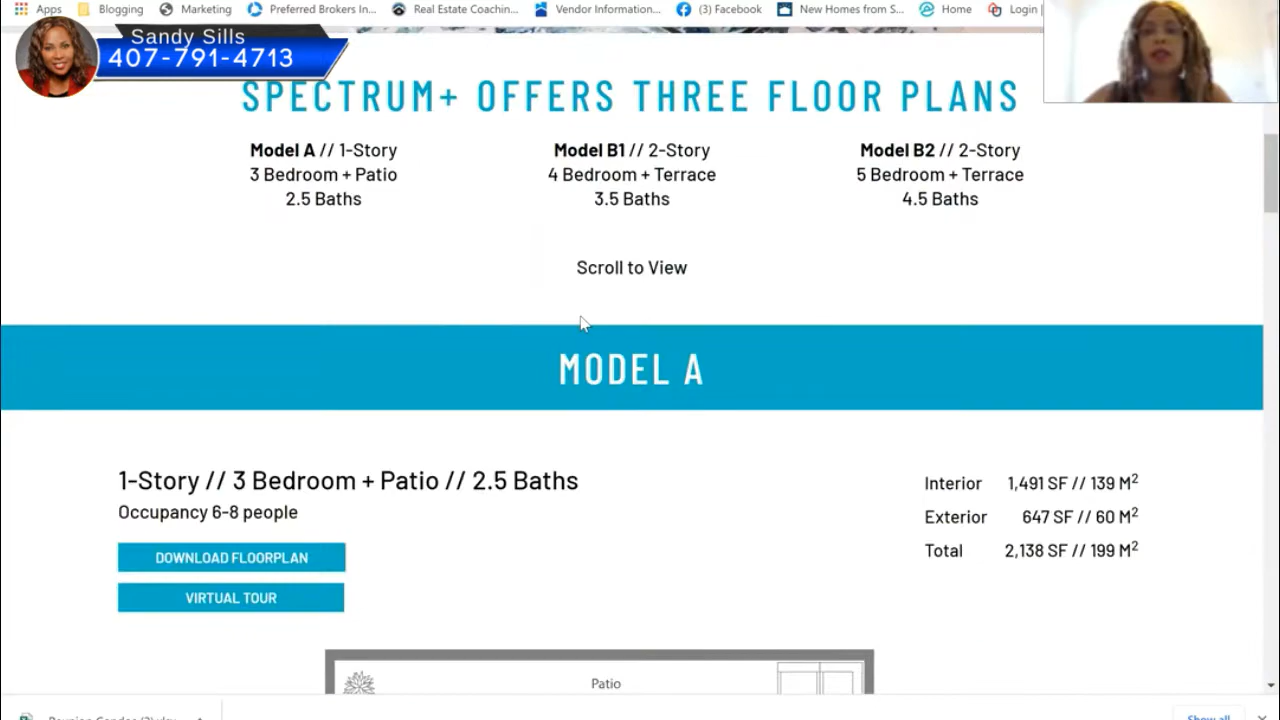 Apps Blogging Marketing Preferred Brokers In... Real Estate Coachin... Vendor Information... (3) Facebook New Homes from S... Home Login |
Sandy Sills
407-791-4713
SPECTRUM+ OFFERS THREE FLOOR PLANS
Model A // 1-Story
3 Bedroom + Patio
2.5 Baths
Model B1 // 2-Story
4 Bedroom + Terrace
3.5 Baths
Model B2 // 2-Story
5 Bedroom + Terrace
4.5 Baths
Scroll to View
MODEL A
1-Story // 3 Bedroom + Patio // 2.5 Baths
Occupancy 6-8 people
DOWNLOAD FLOORPLAN
VIRTUAL TOUR
Interior 1,491 SF // 139 M²
Exterior 647 SF // 60 M²
Total 2,138 SF // 199 M²
Patio
Show all